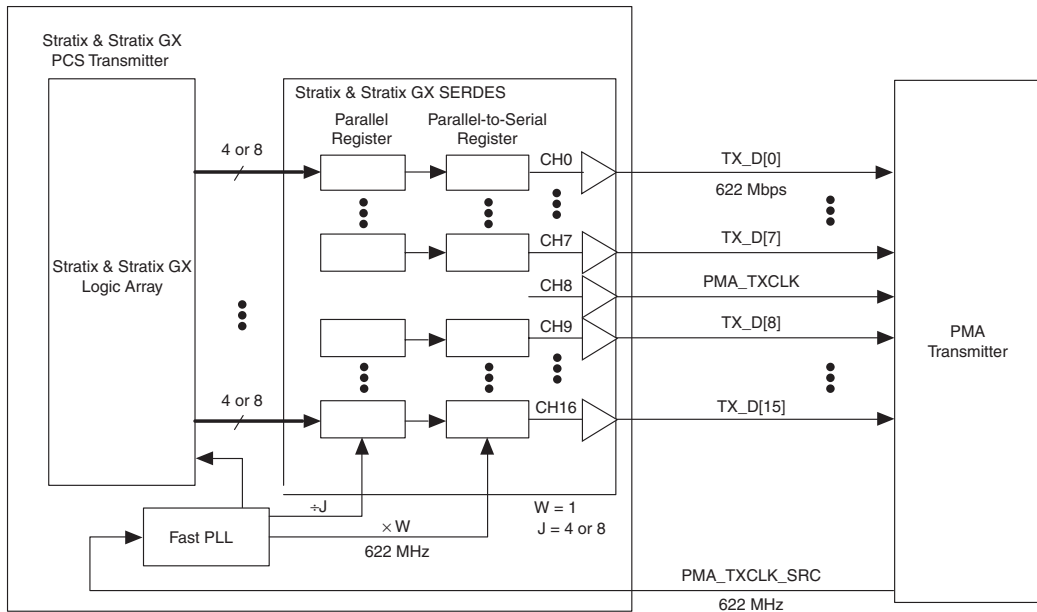 Stratix & Stratix GX
PCS Transmitter
Stratix & Stratix GX SERDES
Parallel
Register
Parallel-to-Serial
Register
4 or 8
CH0
TX_D[0]
622 Mbps
CH7
TX_D[7]
Stratix & Stratix GX
Logic Array
CH8
PMA_TXCLK
CH9
TX_D[8]
PMA
Transmitter
4 or 8
CH16
TX_D[15]
÷J
W = 1
J = 4 or 8
× W
Fast PLL
622 MHz
PMA_TXCLK_SRC
622 MHz